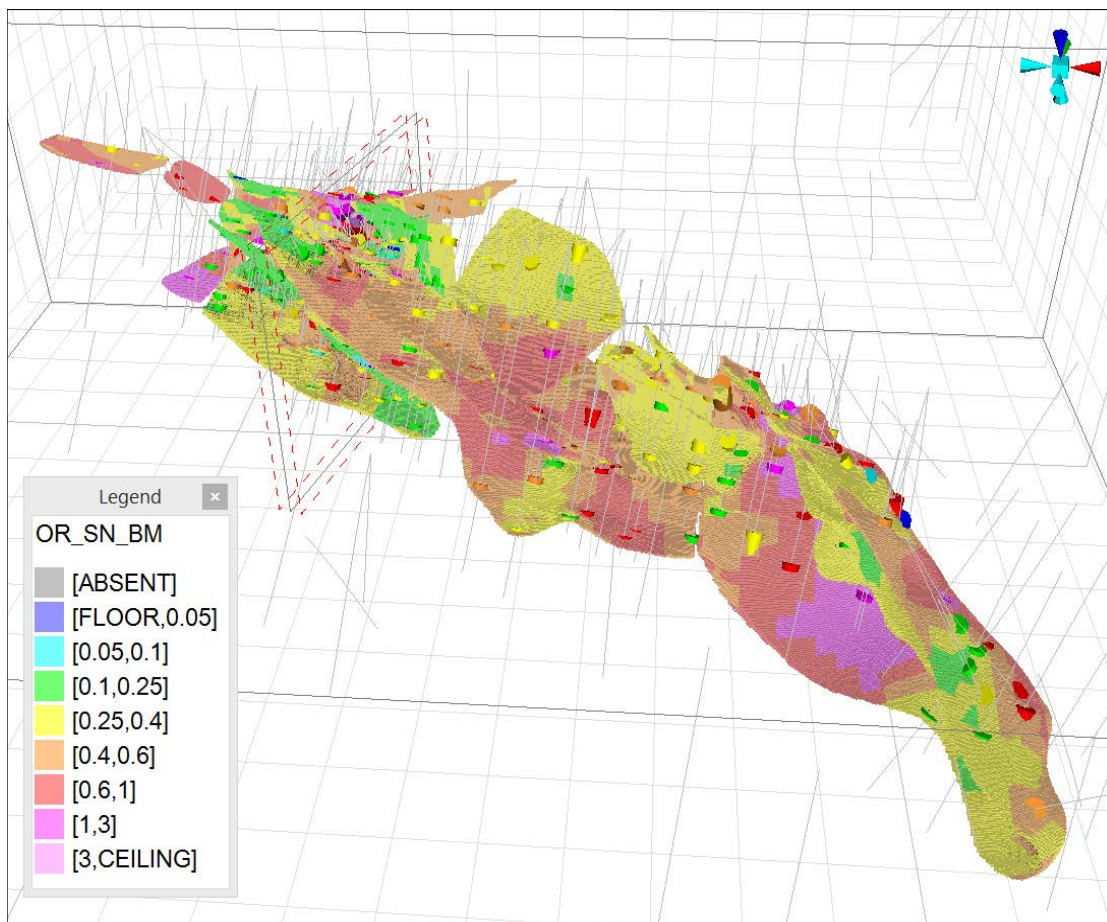 Legend
OR_SN_BM
[ABSENT]
[FLOOR,0.05]
[0.05,0.1]
[0.1,0.25]
[0.25,0.4]
[0.4,0.6]
[0.6,1]
[1,3]
[3,CEILING]